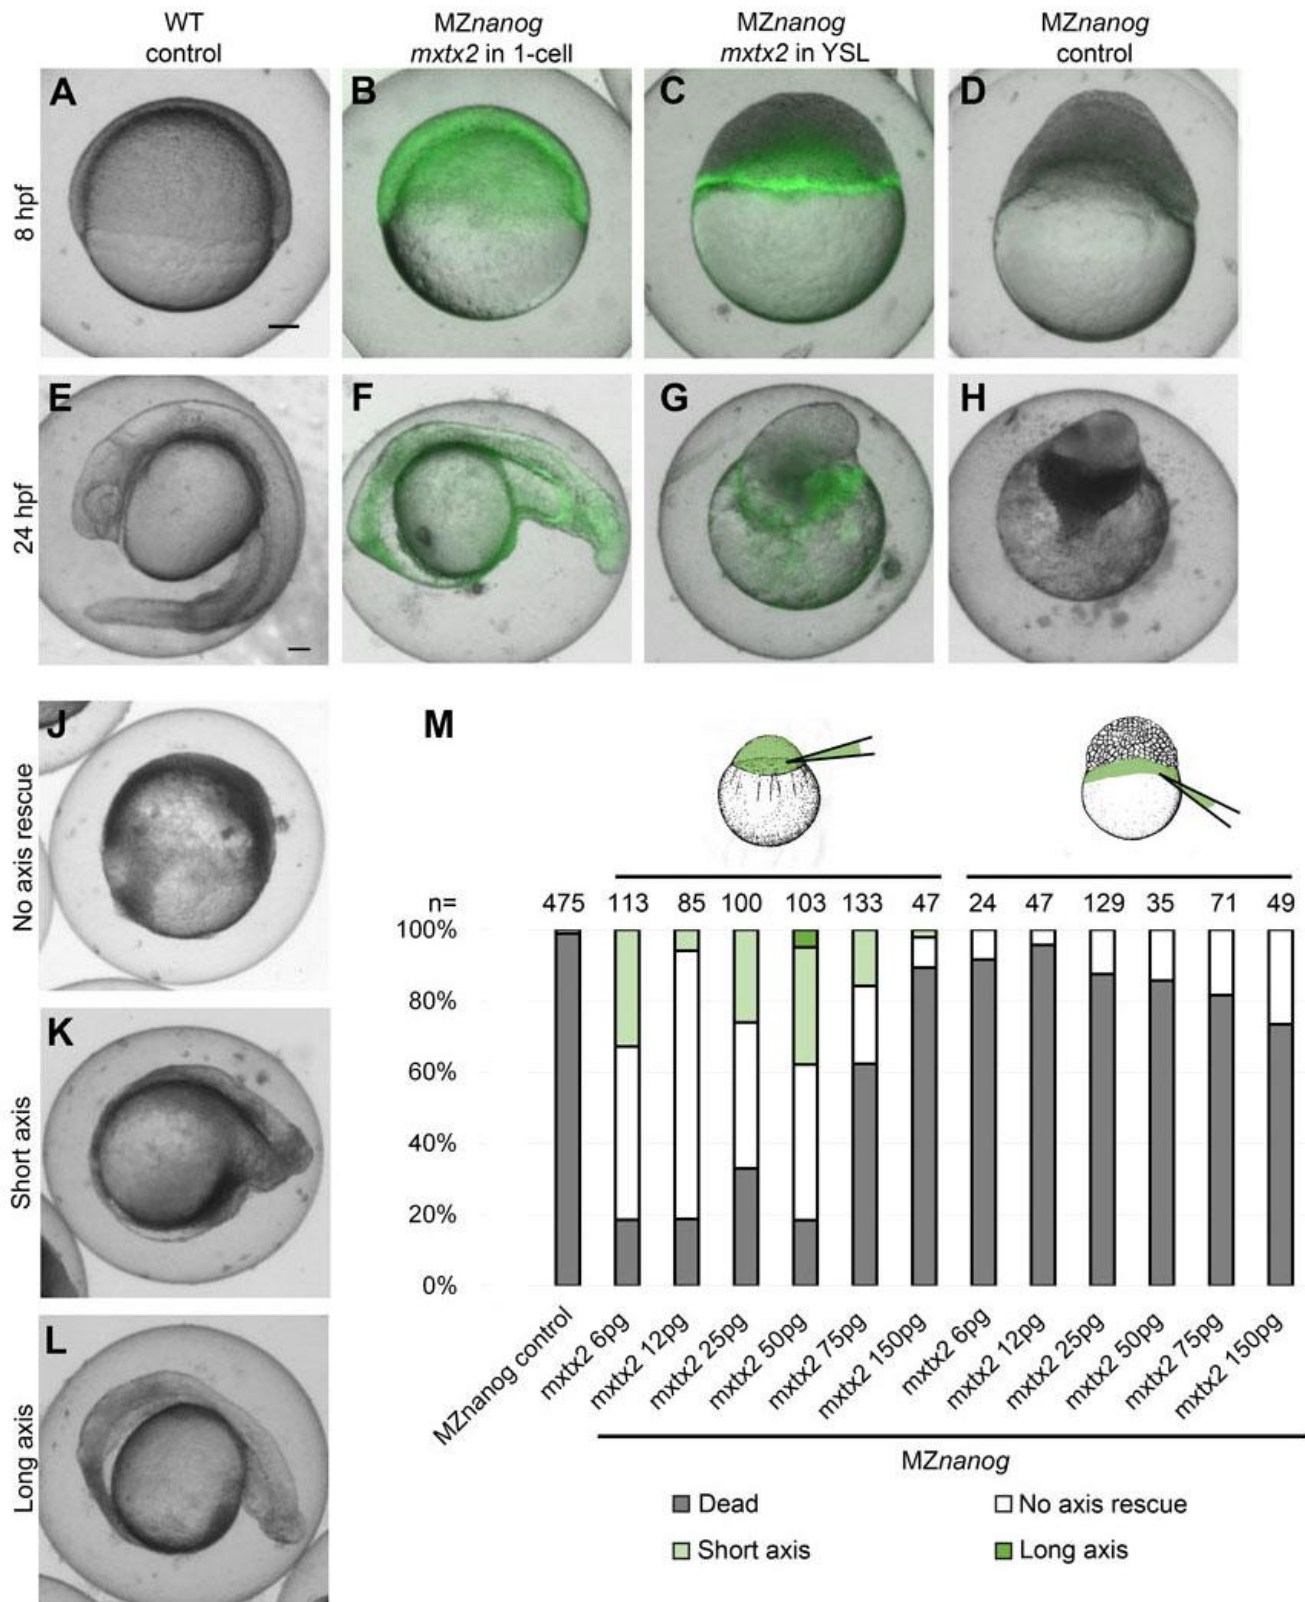 WT
control
MZnanog
mxtx2 in 1-cell
MZnanog
mxtx2 in YSL
MZnanog
control
8 hpf
A
B
C
D
24 hpf
E
F
G
H
No axis rescue
J
Short axis
K
Long axis
L
M
n= 475 113 85 100 103 133 47 24 47 129 35 71 49
100%
80%
60%
40%
20%
0%
MZnanog control
mxtx2 6pg
mxtx2 12pg
mxtx2 25pg
mxtx2 50pg
mxtx2 75pg
mxtx2 150pg
mxtx2 6pg
mxtx2 12pg
mxtx2 25pg
mxtx2 50pg
mxtx2 75pg
mxtx2 150pg
MZnanog
Dead
No axis rescue
Short axis
Long axis